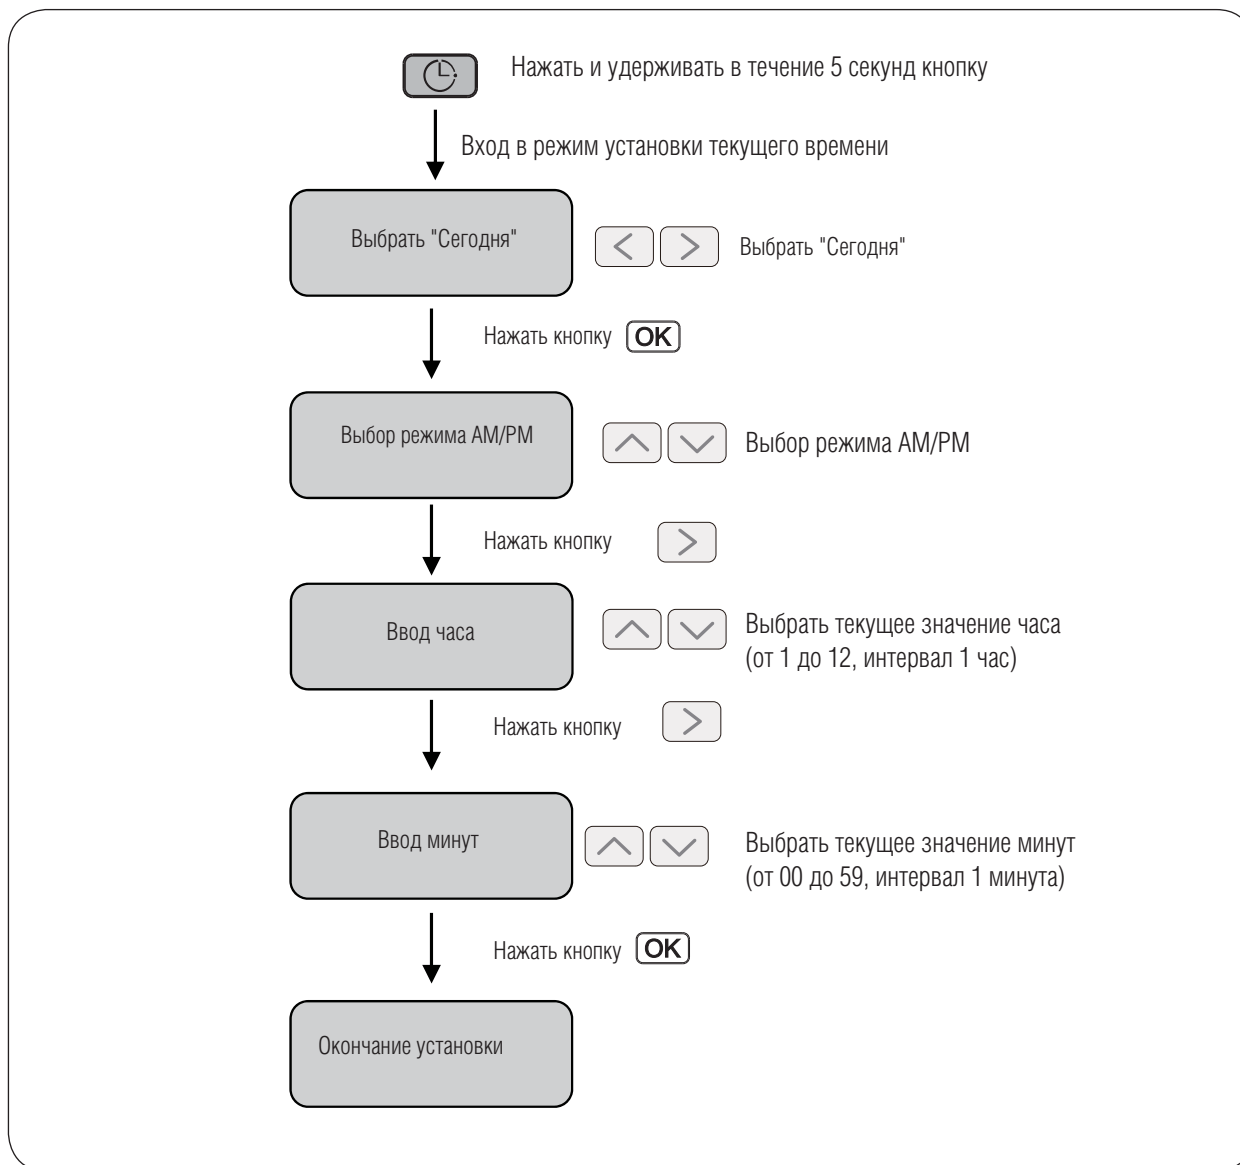 Нажать и удерживать в течение 5 секунд кнопку
Вход в режим установки текущего времени
Выбрать "Сегодня"
Выбрать "Сегодня"
Нажать кнопку OK
Выбор режима AM/PM
Выбор режима AM/PM
Нажать кнопку
Ввод часа
Выбрать текущее значение часа
(от 1 до 12, интервал 1 час)
Нажать кнопку
Ввод минут
Выбрать текущее значение минут
(от 00 до 59, интервал 1 минута)
Нажать кнопку OK
Окончание установки